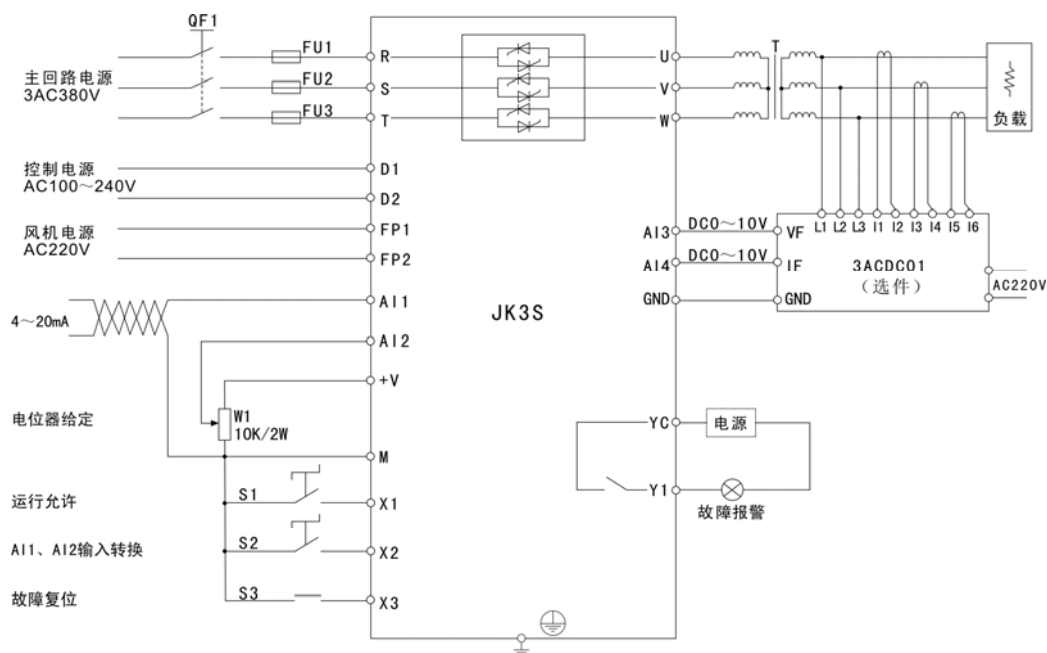 QF1
FU1
FU2
FU3
主回路电源
3AC380V
R
S
T
U
V
W
T
负载
控制电源
AC100～240V
D1
D2
风机电源
AC220V
FP1
FP2
L1 L2 L3 I1 I2 I3 I4 I5 I6
AI3
DC0～10V
VF
AI4
DC0～10V
IF
GND
GND
3ACDC01
（选件）
AC220V
4～20mA
AI1
AI2
JK3S
+V
电位器给定
W1
10K/2W
M
YC
电源
Y1
故障报警
运行允许
S1
X1
AI1、AI2输入转换
S2
X2
故障复位
S3
X3